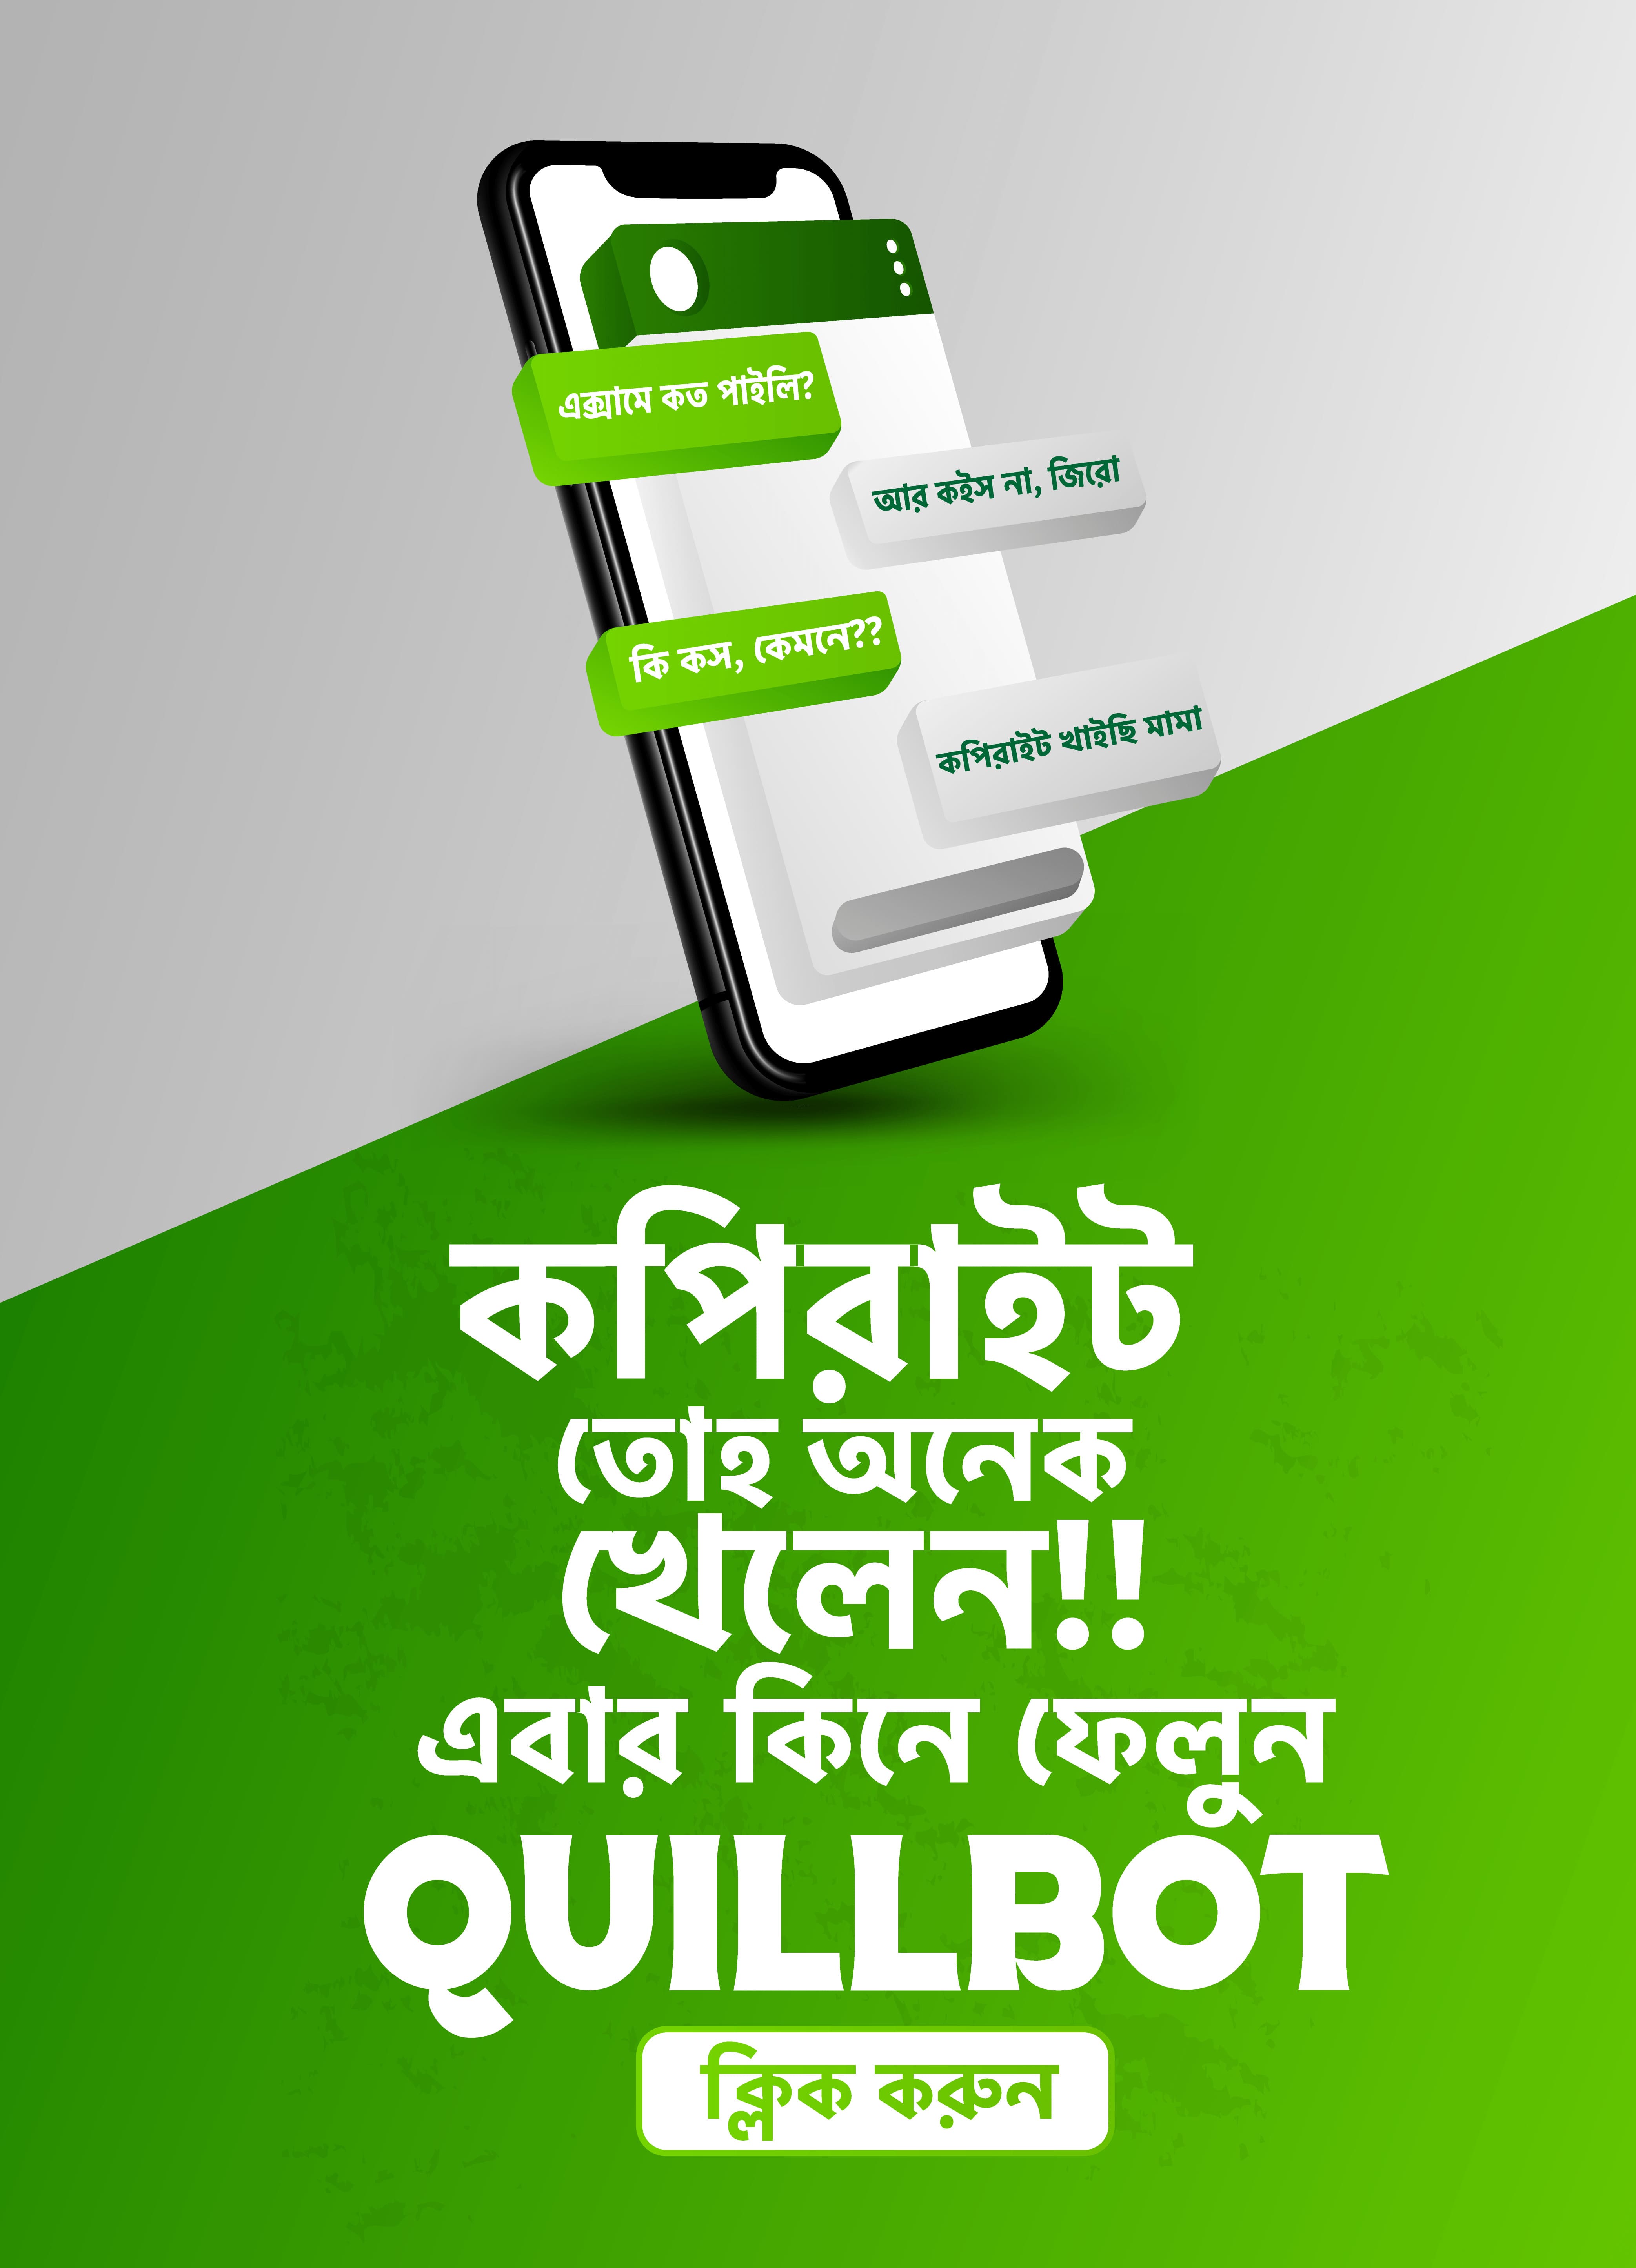 এক্সামে কত পাইলি?
আর কইস না, জিরো
কি কস, কেমনে??
কপিরাইট খাইছি মামা
কপিরাইট
তোহ অনেক
খেলেন!!
এবার কিনে ফেলুন
QUILLBOT
ক্লিক করুন